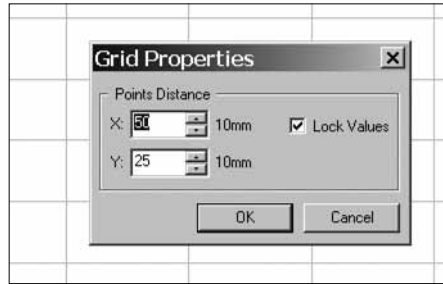 Grid Properties
Points Distance
X: 50 10mm Lock Values
Y: 25 10mm
OK Cancel